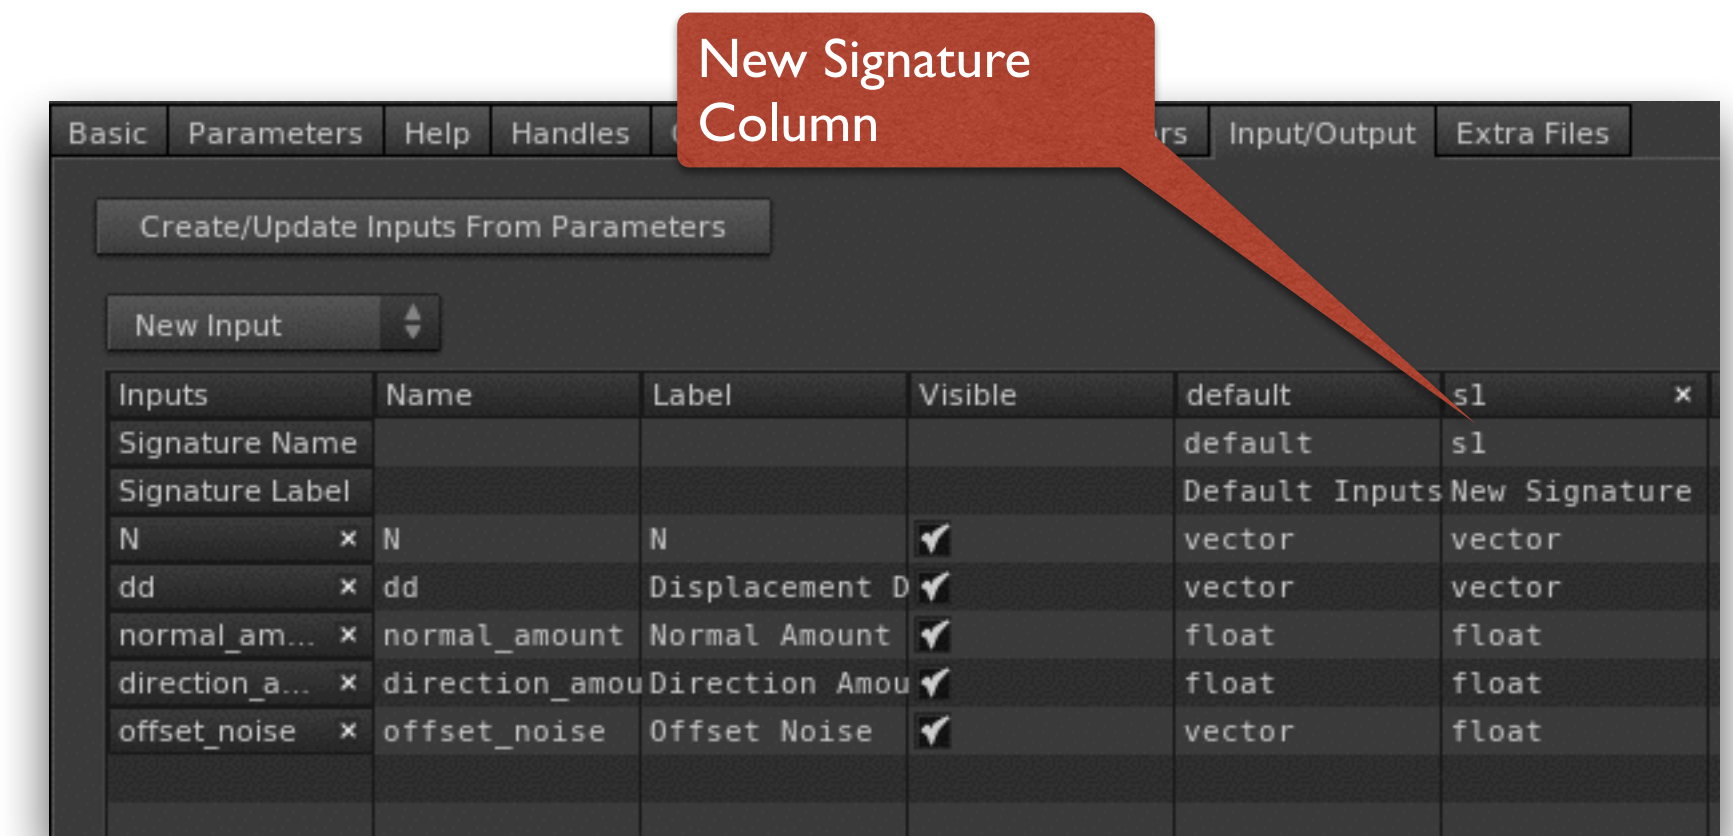 New Signature
Column
Basic Parameters Help Handles Input/Output Extra Files
Create/Update Inputs From Parameters
New Input
Inputs Name Label Visible default s1 ×
Signature Name default s1
Signature Label Default Inputs New Signature
N × N N vector vector
dd × dd Displacement D vector vector
normal_am... × normal_amount Normal Amount float float
direction_a... × direction_amou Direction Amou float float
offset_noise × offset_noise Offset Noise vector float